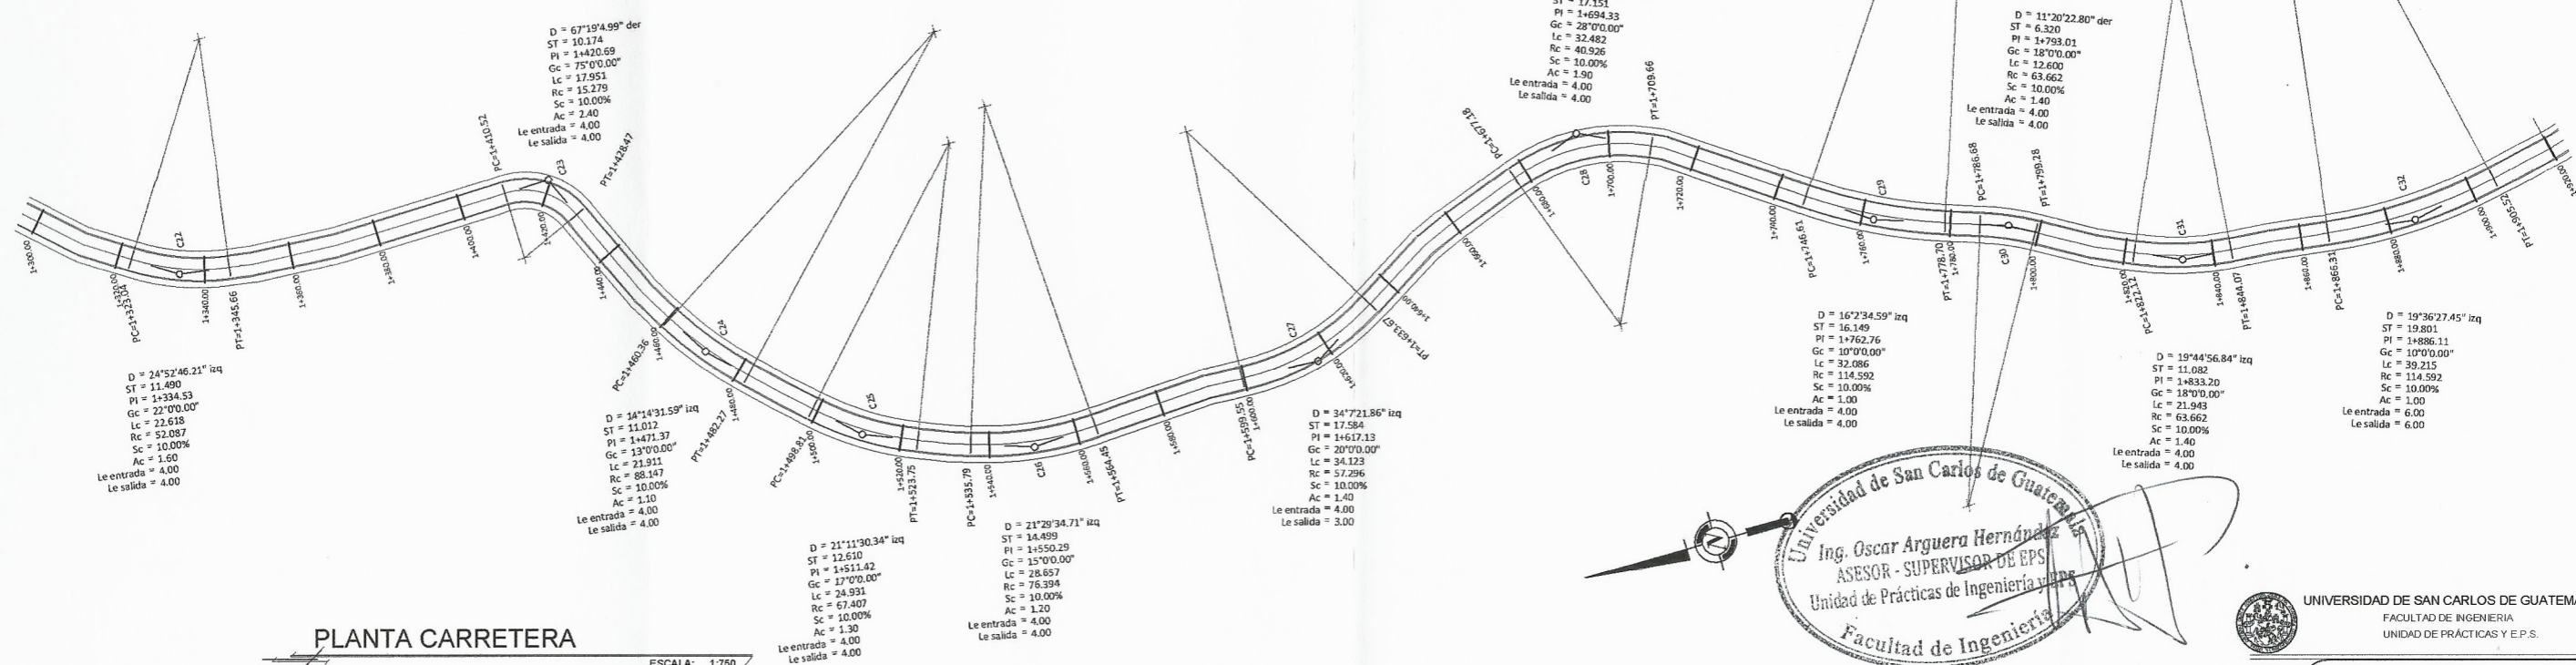 D = 67°19'4.99" der
ST = 10.174
PI = 1+420.69
Gc = 75°0'0.00"
Lc = 17.951
Rc = 15.279
Sc = 10.00%
Ac = 2.40
Le entrada = 4.00
Le salida = 4.00
ST = 17.151
PI = 1+694.33
Gc = 28°0'0.00"
Lc = 32.482
Rc = 40.926
Sc = 10.00%
Ac = 1.90
Le entrada = 4.00
Le salida = 4.00
D = 11°20'22.80" der
ST = 6.320
PI = 1+793.01
Gc = 18°0'0.00"
Lc = 12.600
Rc = 63.662
Sc = 10.00%
Ac = 1.40
Le entrada = 4.00
Le salida = 4.00
1+300.00
1+320.00
PC=1+323.04
C22
1+340.00
PT=1+345.66
1+360.00
1+380.00
1+400.00
PC=1+410.52
1+420.00
C23
PT=1+428.47
1+440.00
1+460.00
PC=1+460.36
C24
1+480.00
PT=1+482.27
PC=1+498.81
1+500.00
C25
1+520.00
PT=1+523.75
PC=1+535.79
1+540.00
C26
1+560.00
PT=1+564.45
1+580.00
PC=1+599.55
1+600.00
C27
1+620.00
PT=1+633.67
1+640.00
1+660.00
PC=1+677.18
1+680.00
C28
1+700.00
PT=1+709.66
1+720.00
1+740.00
PC=1+746.61
1+760.00
C29
PT=1+778.70
1+780.00
PC=1+786.68
C30
PT=1+799.28
1+800.00
1+820.00
PC=1+822.12
C31
1+840.00
PT=1+844.07
1+860.00
PC=1+866.31
1+880.00
C32
1+900.00
PT=1+905.52
1+920.00
D = 24°52'46.21" izq
ST = 11.490
PI = 1+334.53
Gc = 22°0'0.00"
Lc = 22.618
Rc = 52.087
Sc = 10.00%
Ac = 1.60
Le entrada = 4.00
Le salida = 4.00
D = 14°14'31.59" izq
ST = 11.012
PI = 1+471.37
Gc = 13°0'0.00"
Lc = 21.911
Rc = 88.147
Sc = 10.00%
Ac = 1.10
Le entrada = 4.00
Le salida = 4.00
D = 21°11'30.34" izq
ST = 12.610
PI = 1+511.42
Gc = 17°0'0.00"
Lc = 24.931
Rc = 67.407
Sc = 10.00%
Ac = 1.30
Le entrada = 4.00
Le salida = 4.00
D = 21°29'34.71" izq
ST = 14.499
PI = 1+550.29
Gc = 15°0'0.00"
Lc = 28.657
Rc = 76.394
Sc = 10.00%
Ac = 1.20
Le entrada = 4.00
Le salida = 4.00
D = 34°7'21.86" izq
ST = 17.584
PI = 1+617.13
Gc = 20°0'0.00"
Lc = 34.123
Rc = 57.296
Sc = 10.00%
Ac = 1.40
Le entrada = 4.00
Le salida = 3.00
D = 16°2'34.59" izq
ST = 16.149
PI = 1+762.76
Gc = 10°0'0.00"
Lc = 32.086
Rc = 114.592
Sc = 10.00%
Ac = 1.00
Le entrada = 4.00
Le salida = 4.00
D = 19°44'56.84" izq
ST = 11.082
PI = 1+833.20
Gc = 18°0'0.00"
Lc = 21.943
Rc = 63.662
Sc = 10.00%
Ac = 1.40
Le entrada = 4.00
Le salida = 4.00
D = 19°36'27.45" izq
ST = 19.801
PI = 1+886.11
Gc = 10°0'0.00"
Lc = 39.215
Rc = 114.592
Sc = 10.00%
Ac = 1.00
Le entrada = 6.00
Le salida = 6.00
N
Universidad de San Carlos de Guatemala
Ing. Oscar Arguera Hernández
ASESOR - SUPERVISOR DE EPS
Unidad de Prácticas de Ingeniería y EPS
Facultad de Ingeniería
PLANTA CARRETERA
ESCALA: 1:750
UNIVERSIDAD DE SAN CARLOS DE GUATEMA
FACULTAD DE INGENIERIA
UNIDAD DE PRÁCTICAS Y E.P.S.